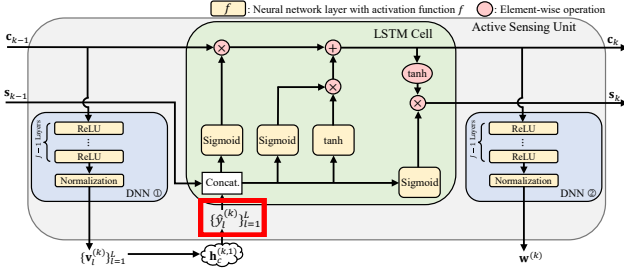 f : Neural network layer with activation function f
: Element-wise operation
LSTM Cell
Active Sensing Unit
c_{k−1}
c_k
×
+
tanh
s_{k−1}
×
×
s_k
J − 1 Layers
ReLU
⋮
ReLU
Normalization
DNN ①
Sigmoid
Sigmoid
tanh
Sigmoid
Concat.
J − 1 Layers
ReLU
⋮
ReLU
Normalization
DNN ②
{ŷ_l^{(k)}}_{l=1}^L
{v_l^{(k)}}_{l=1}^L
h_c^{(k,1)}
w^{(k)}